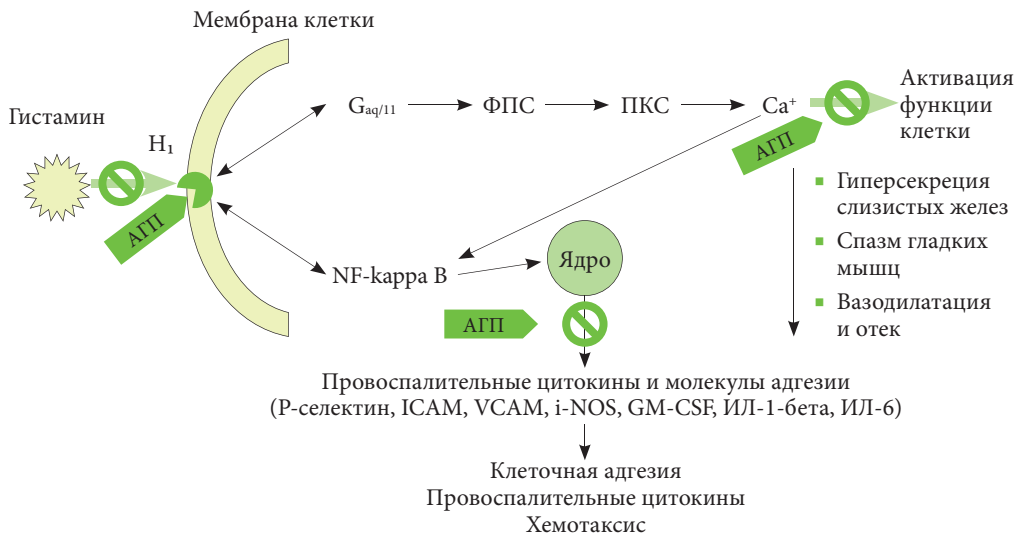 Мембрана клетки
Гистамин
H₁
АГП
Gaq/11
ФПС
ПКС
Ca⁺
АГП
Активация
функции
клетки
Гиперсекреция
слизистых желез
Спазм гладких
мышц
Вазодилатация
и отек
NF-kappa B
Ядро
АГП
Провоспалительные цитокины и молекулы адгезии
(Р-селектин, ICAM, VCAM, i-NOS, GM-CSF, ИЛ-1-бета, ИЛ-6)
Клеточная адгезия
Провоспалительные цитокины
Хемотаксис